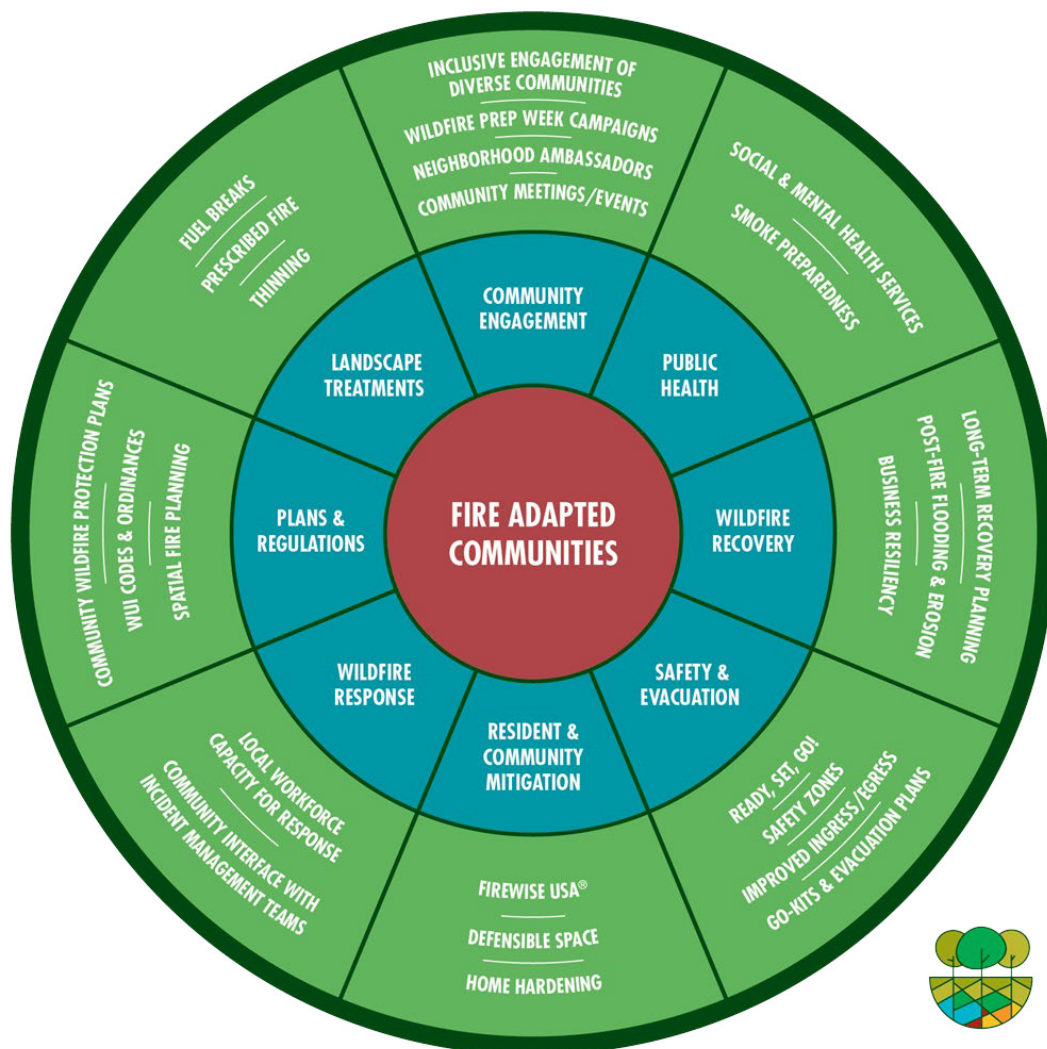 FIRE ADAPTED
COMMUNITIES
COMMUNITY
ENGAGEMENT
INCLUSIVE ENGAGEMENT OF
DIVERSE COMMUNITIES
WILDFIRE PREP WEEK CAMPAIGNS
NEIGHBORHOOD AMBASSADORS
COMMUNITY MEETINGS/EVENTS
PUBLIC
HEALTH
SOCIAL & MENTAL HEALTH SERVICES
SMOKE PREPAREDNESS
WILDFIRE
RECOVERY
LONG-TERM RECOVERY PLANNING
POST-FIRE FLOODING & EROSION
BUSINESS RESILIENCY
SAFETY &
EVACUATION
READY, SET, GO!
SAFETY ZONES
IMPROVED INGRESS/EGRESS
GO-KITS & EVACUATION PLANS
RESIDENT &
COMMUNITY
MITIGATION
FIREWISE USA®
DEFENSIBLE SPACE
HOME HARDENING
WILDFIRE
RESPONSE
LOCAL WORKFORCE
CAPACITY FOR RESPONSE
COMMUNITY INTERFACE WITH
INCIDENT MANAGEMENT TEAMS
PLANS &
REGULATIONS
COMMUNITY WILDFIRE PROTECTION PLANS
WUI CODES & ORDINANCES
SPATIAL FIRE PLANNING
LANDSCAPE
TREATMENTS
FUEL BREAKS
PRESCRIBED FIRE
THINNING